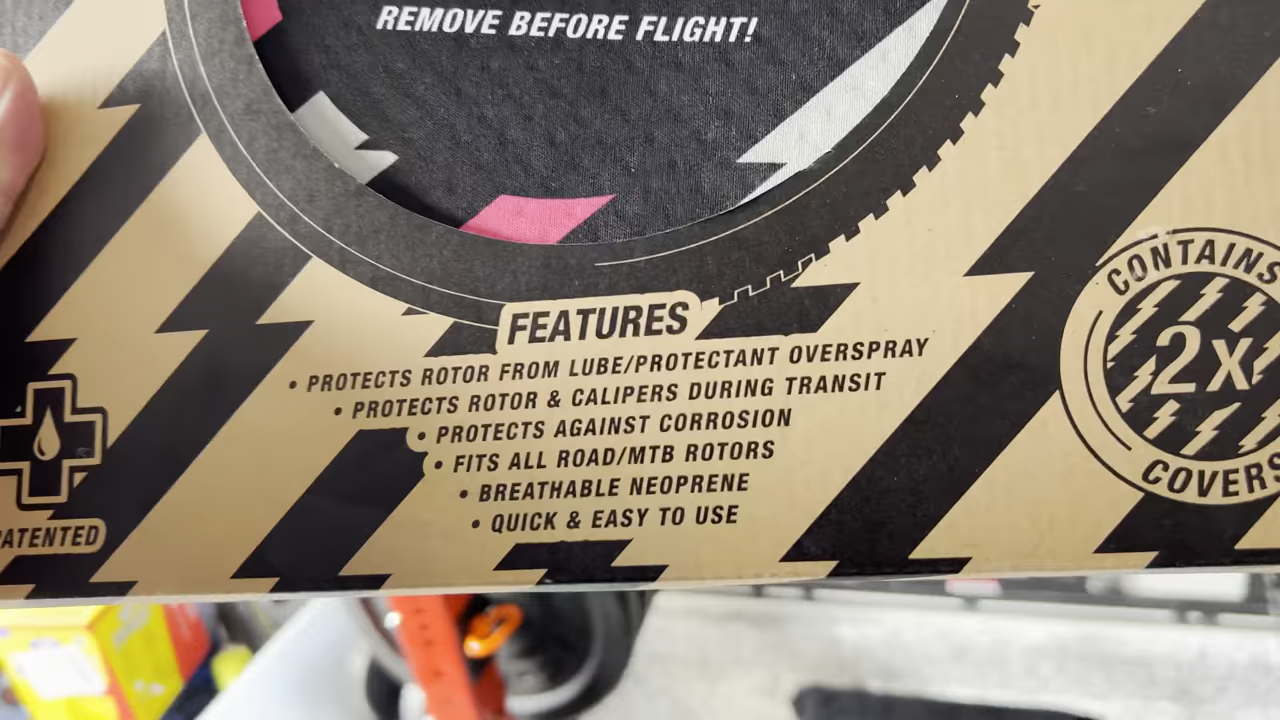 REMOVE BEFORE FLIGHT!
FEATURES
• PROTECTS ROTOR FROM LUBE/PROTECTANT OVERSPRAY
• PROTECTS ROTOR & CALIPERS DURING TRANSIT
• PROTECTS AGAINST CORROSION
• FITS ALL ROAD/MTB ROTORS
• BREATHABLE NEOPRENE
• QUICK & EASY TO USE
PATENTED
CONTAINS
2x
COVERS